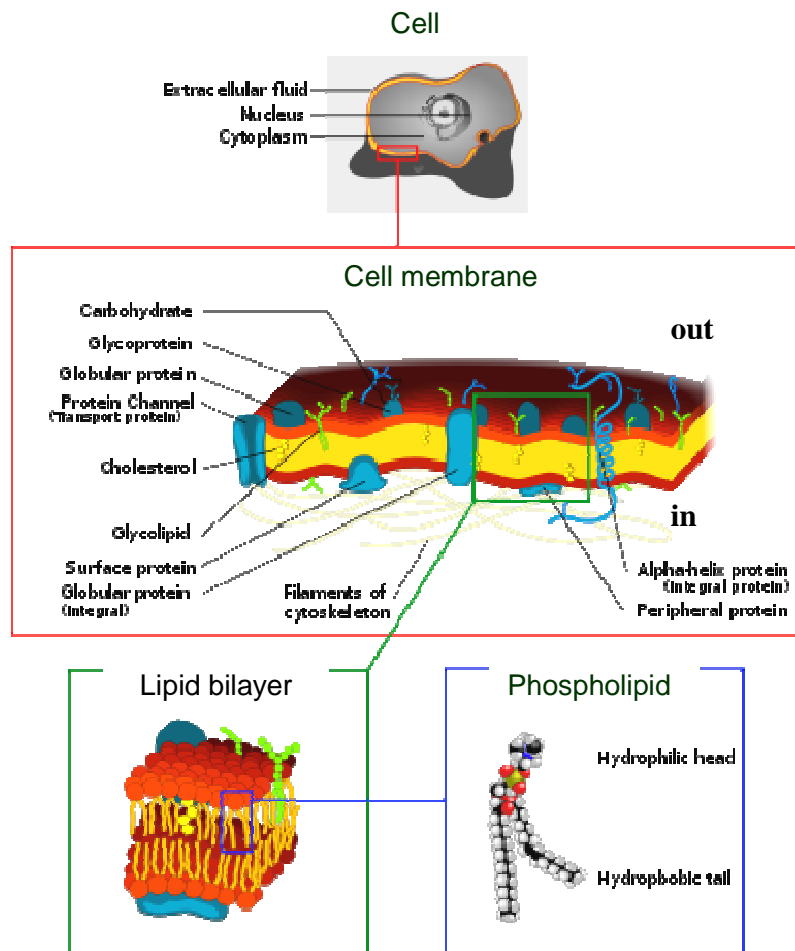 Cell
Extracellular fluid
Nucleus
Cytoplasm
Cell membrane
Carbohydrate
Glycoprotein
Globular protein
Protein Channel
(Transport protein)
Cholesterol
Glycolipid
Surface protein
Globular protein
(Integral)
Filaments of
cytoskeleton
out
in
Alpha-helix protein
(Integral protein)
Peripheral protein
Lipid bilayer
Phospholipid
Hydrophilic head
Hydrophobic tail